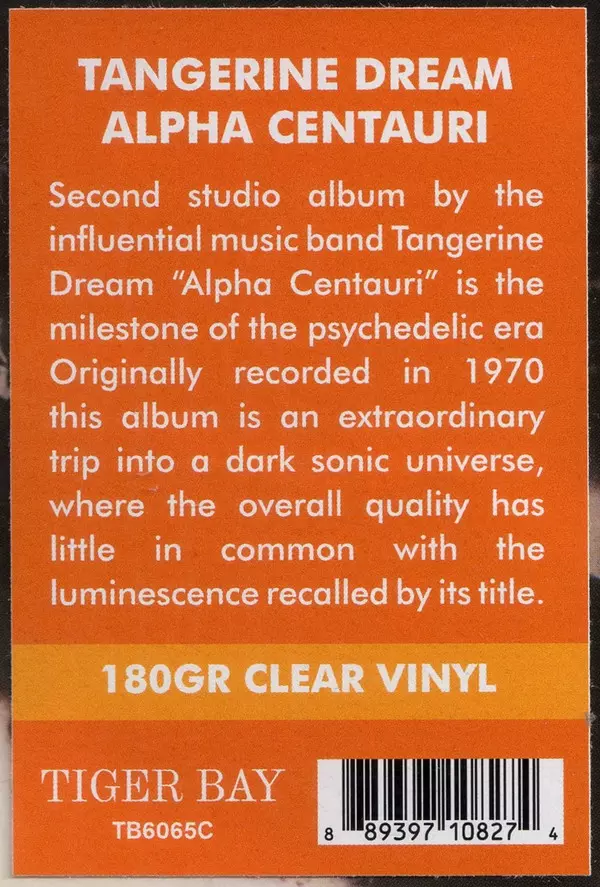 TANGERINE DREAM
ALPHA CENTAURI
Second studio album by the
influential music band Tangerine
Dream “Alpha Centauri” is the
milestone of the psychedelic era
Originally recorded in 1970
this album is an extraordinary
trip into a dark sonic universe,
where the overall quality has
little in common with the
luminescence recalled by its title.
180GR CLEAR VINYL
TIGER BAY
TB6065C
8 89397 10827 4